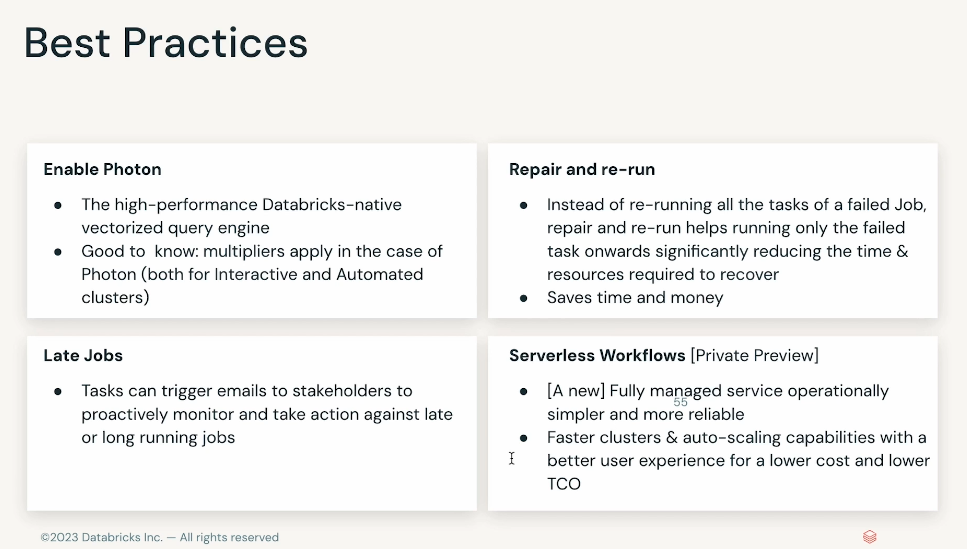 Best Practices
Enable Photon
● The high-performance Databricks-native
vectorized query engine
● Good to  know: multipliers apply in the case of
Photon (both for Interactive and Automated
clusters)
Repair and re-run
● Instead of re-running all the tasks of a failed Job,
repair and re-run helps running only the failed
task onwards significantly reducing the time &
resources required to recover
● Saves time and money
Late Jobs
● Tasks can trigger emails to stakeholders to
proactively monitor and take action against late
or long running jobs
Serverless Workflows [Private Preview]
● [A new] Fully managed service operationally
simpler and more reliable
55
● Faster clusters & auto-scaling capabilities with a
better user experience for a lower cost and lower
TCO
©2023 Databricks Inc. — All rights reserved